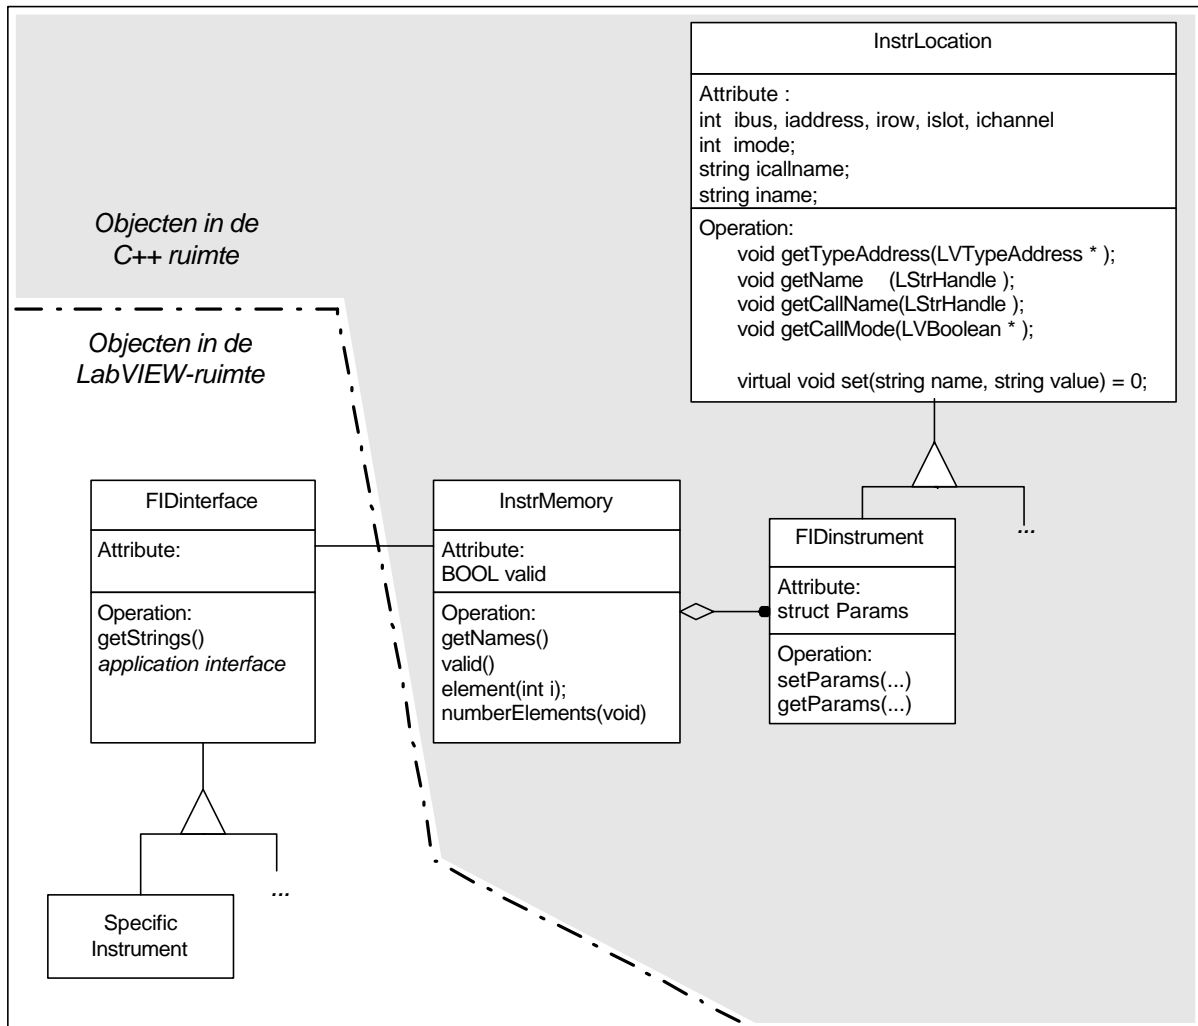 InstrLocation
Attribute :
int ibus, iaddress, irow, islot, ichannel
int imode;
string icallname;
string iname;
Operation:
void getTypeAddress(LVTypeAddress * );
void getName (LStrHandle );
void getCallName(LStrHandle );
void getCallMode(LVBoolean * );
virtual void set(string name, string value) = 0;
Objecten in de
C++ ruimte
Objecten in de
LabVIEW-ruimte
FIDinterface
Attribute:
Operation:
getStrings()
application interface
InstrMemory
Attribute:
BOOL valid
Operation:
getNames()
valid()
element(int i);
numberElements(void)
FIDinstrument
Attribute:
struct Params
Operation:
setParams(...)
getParams(...)
...
...
Specific
Instrument